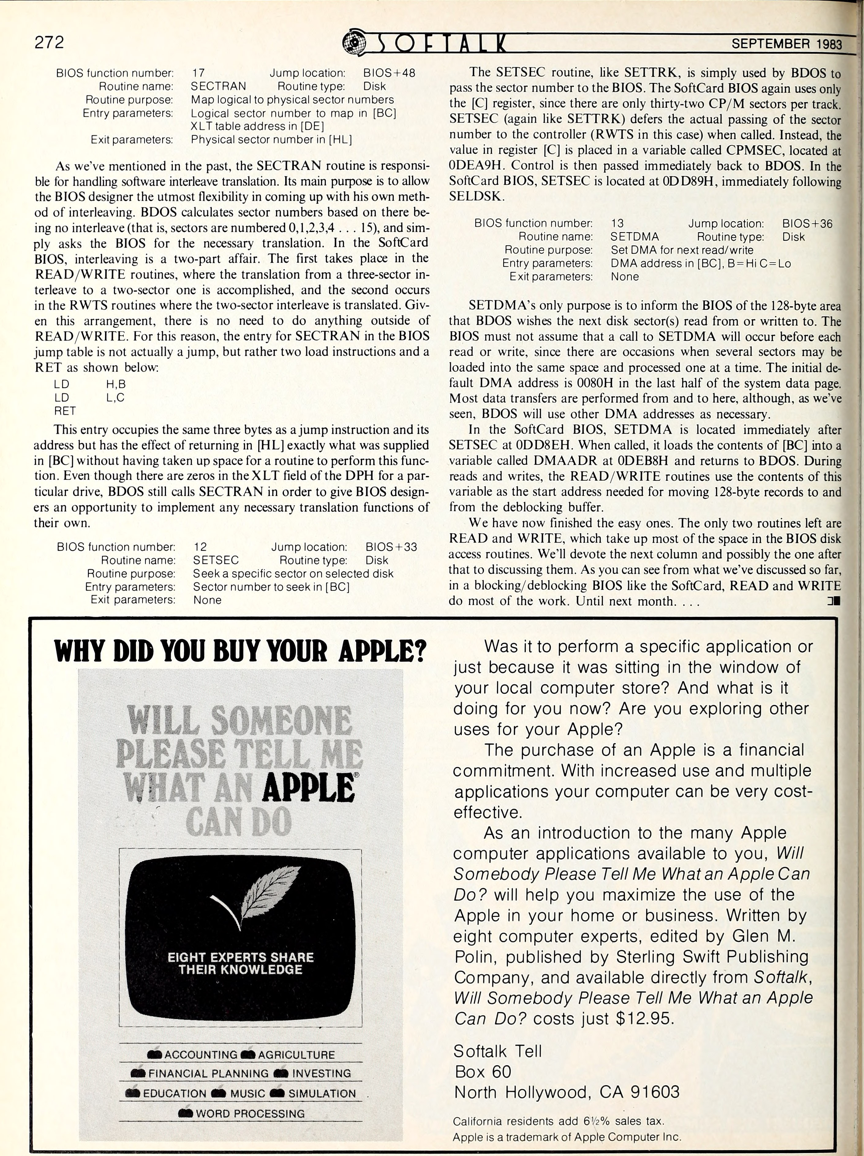 272
SOFTALK
SEPTEMBER 1983
BIOS function number: 17 Jump location: BIOS+48
Routine name: SECTRAN Routine type: Disk
Routine purpose: Map logical to physical sector numbers
Entry parameters: Logical sector number to map in [BC]
XLT table address in [DE]
Exit parameters: Physical sector number in [HL]
As we've mentioned in the past, the SECTRAN routine is responsi-
ble for handling software interleave translation. Its main purpose is to allow
the BIOS designer the utmost flexibility in coming up with his own meth-
od of interleaving. BDOS calculates sector numbers based on there be-
ing no interleave (that is, sectors are numbered 0,1,2,3,4 . . . 15), and sim-
ply asks the BIOS for the necessary translation. In the SoftCard
BIOS, interleaving is a two-part affair. The first takes place in the
READ/WRITE routines, where the translation from a three-sector in-
terleave to a two-sector one is accomplished, and the second occurs
in the RWTS routines where the two-sector interleave is translated. Giv-
en this arrangement, there is no need to do anything outside of
READ/WRITE. For this reason, the entry for SECTRAN in the BIOS
jump table is not actually a jump, but rather two load instructions and a
RET as shown below:
LD H,B
LD L,C
RET
This entry occupies the same three bytes as a jump instruction and its
address but has the effect of returning in [HL] exactly what was supplied
in [BC] without having taken up space for a routine to perform this func-
tion. Even though there are zeros in the XLT field of the DPH for a par-
ticular drive, BDOS still calls SECTRAN in order to give BIOS design-
ers an opportunity to implement any necessary translation functions of
their own.
BIOS function number: 12 Jump location: BIOS+33
Routine name: SETSEC Routine type: Disk
Routine purpose: Seek a specific sector on selected disk
Entry parameters: Sector number to seek in [BC]
Exit parameters: None
The SETSEC routine, like SETTRK, is simply used by BDOS to
pass the sector number to the BIOS. The SoftCard BIOS again uses only
the [C] register, since there are only thirty-two CP/M sectors per track.
SETSEC (again like SETTRK) defers the actual passing of the sector
number to the controller (RWTS in this case) when called. Instead, the
value in register [C] is placed in a variable called CPMSEC, located at
0DEA9H. Control is then passed immediately back to BDOS. In the
SoftCard BIOS, SETSEC is located at 0DD89H, immediately following
SELDSK.
BIOS function number: 13 Jump location: BIOS+36
Routine name: SETDMA Routine type: Disk
Routine purpose: Set DMA for next read/write
Entry parameters: DMA address in [BC], B=Hi C=Lo
Exit parameters: None
SETDMA's only purpose is to inform the BIOS of the 128-byte area
that BDOS wishes the next disk sector(s) read from or written to. The
BIOS must not assume that a call to SETDMA will occur before each
read or write, since there are occasions when several sectors may be
loaded into the same space and processed one at a time. The initial de-
fault DMA address is 0080H in the last half of the system data page.
Most data transfers are performed from and to here, although, as we've
seen, BDOS will use other DMA addresses as necessary.
In the SoftCard BIOS, SETDMA is located immediately after
SETSEC at 0DD8EH. When called, it loads the contents of [BC] into a
variable called DMAADR at 0DEB8H and returns to BDOS. During
reads and writes, the READ/WRITE routines use the contents of this
variable as the start address needed for moving 128-byte records to and
from the deblocking buffer.
We have now finished the easy ones. The only two routines left are
READ and WRITE, which take up most of the space in the BIOS disk
access routines. We'll devote the next column and possibly the one after
that to discussing them. As you can see from what we've discussed so far,
in a blocking/deblocking BIOS like the SoftCard, READ and WRITE
do most of the work. Until next month. . . .
WHY DID YOU BUY YOUR APPLE?
WILL SOMEONE
PLEASE TELL ME
WHAT AN APPLE®
CAN DO
EIGHT EXPERTS SHARE
THEIR KNOWLEDGE
ACCOUNTING AGRICULTURE
FINANCIAL PLANNING INVESTING
EDUCATION MUSIC SIMULATION
WORD PROCESSING
Was it to perform a specific application or
just because it was sitting in the window of
your local computer store? And what is it
doing for you now? Are you exploring other
uses for your Apple?
The purchase of an Apple is a financial
commitment. With increased use and multiple
applications your computer can be very cost-
effective.
As an introduction to the many Apple
computer applications available to you, Will
Somebody Please Tell Me What an Apple Can
Do? will help you maximize the use of the
Apple in your home or business. Written by
eight computer experts, edited by Glen M.
Polin, published by Sterling Swift Publishing
Company, and available directly from Softalk,
Will Somebody Please Tell Me What an Apple
Can Do? costs just $12.95.
Softalk Tell
Box 60
North Hollywood, CA 91603
California residents add 6½% sales tax.
Apple is a trademark of Apple Computer Inc.